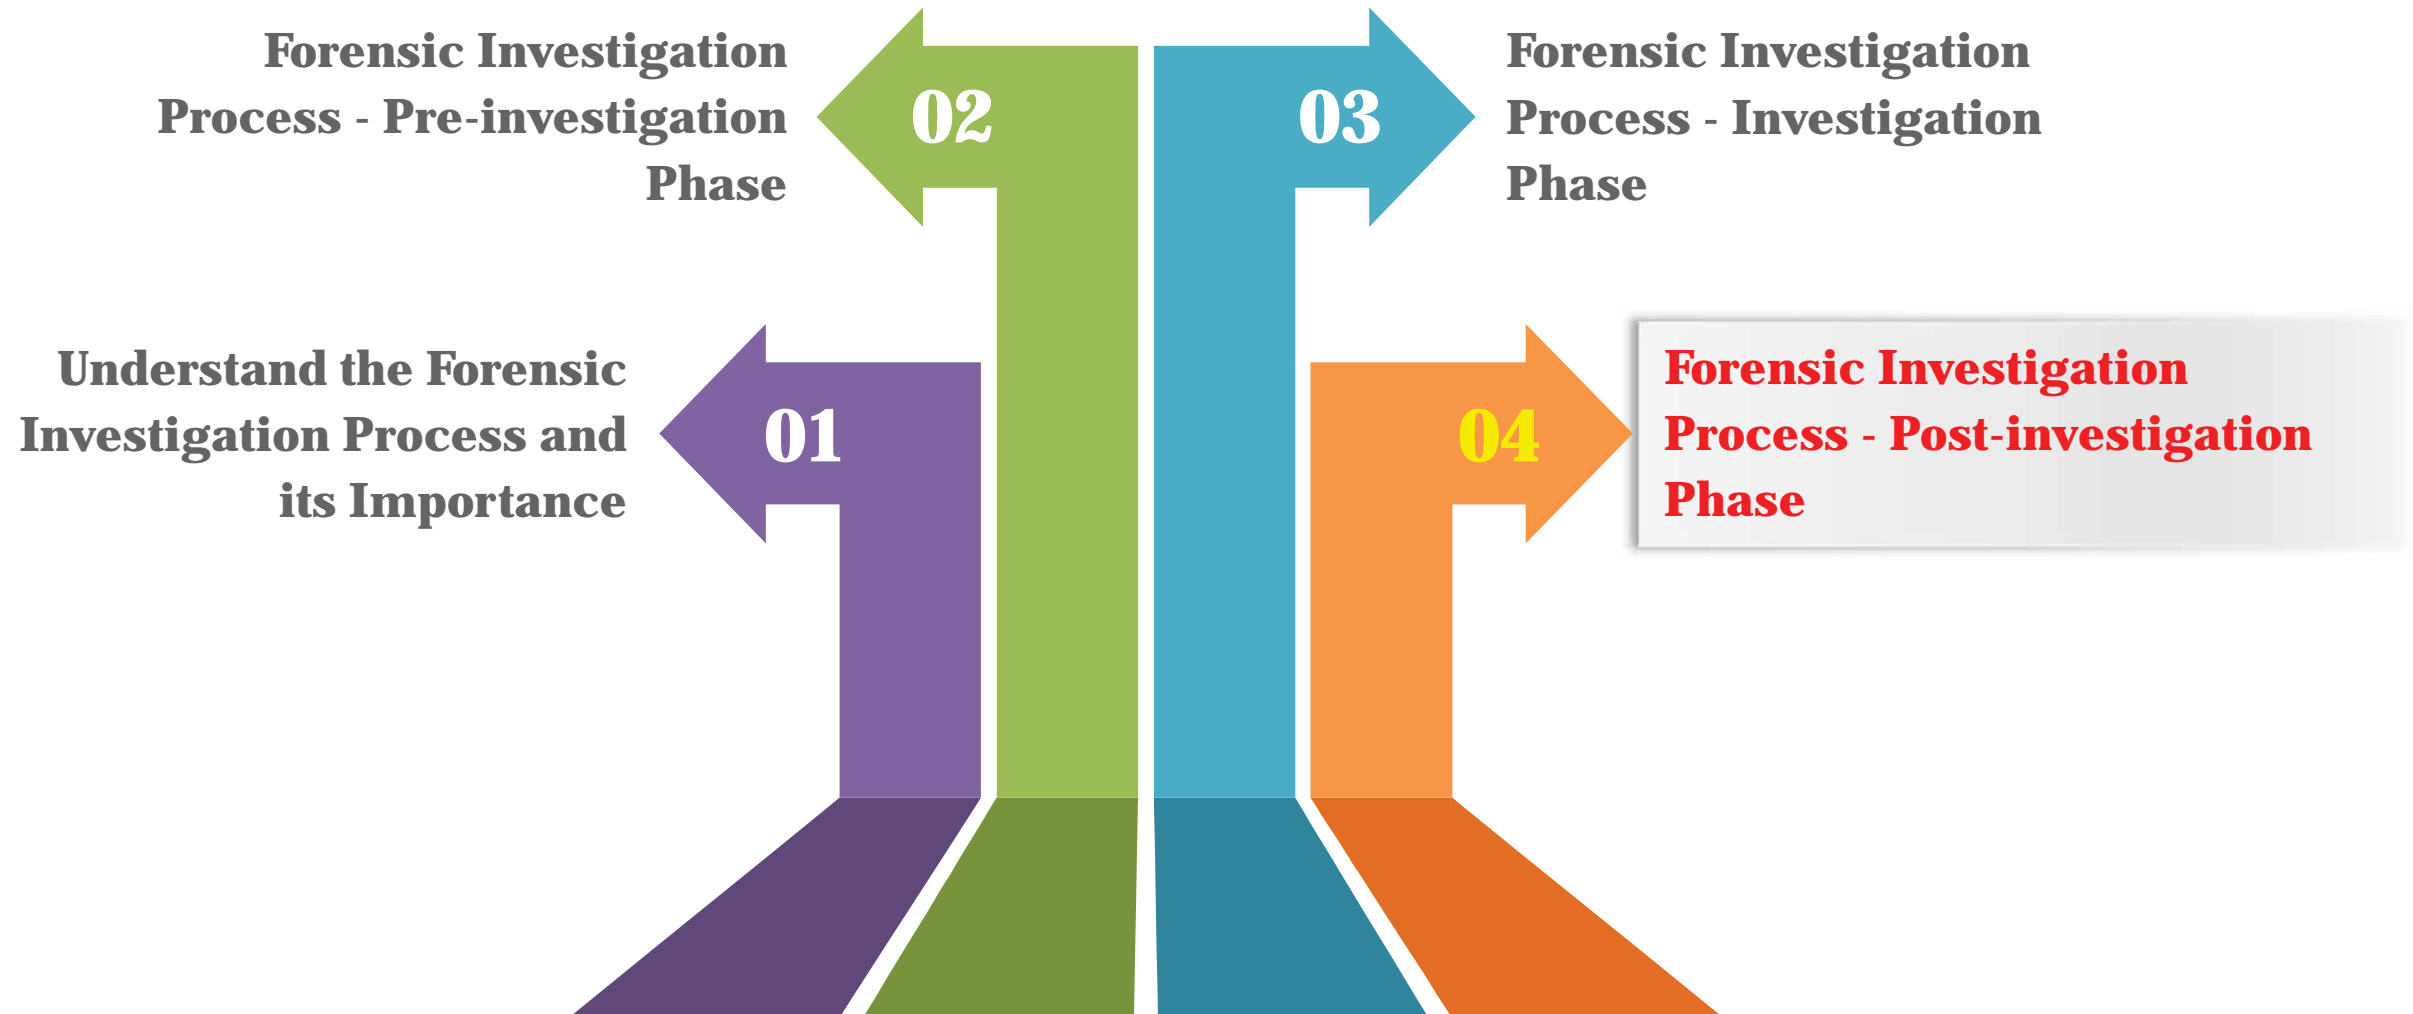 Forensic Investigation
Process - Pre-investigation
Phase
02
03
Forensic Investigation
Process - Investigation
Phase
Understand the Forensic
Investigation Process and
its Importance
01
04
Forensic Investigation
Process - Post-investigation
Phase